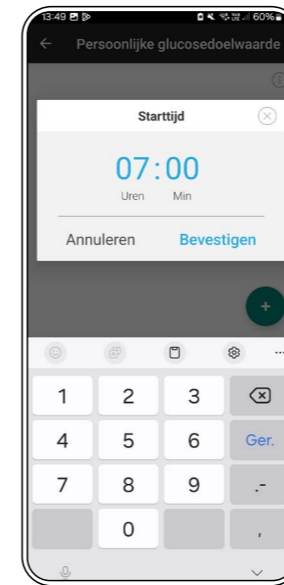 13:49 60%
Persoonlijke glucosedoelwaarde
Starttijd
07:00
Uren Min
Annuleren Bevestigen
+
1 2 3
4 5 6 Ger.
7 8 9 .-
0 ,